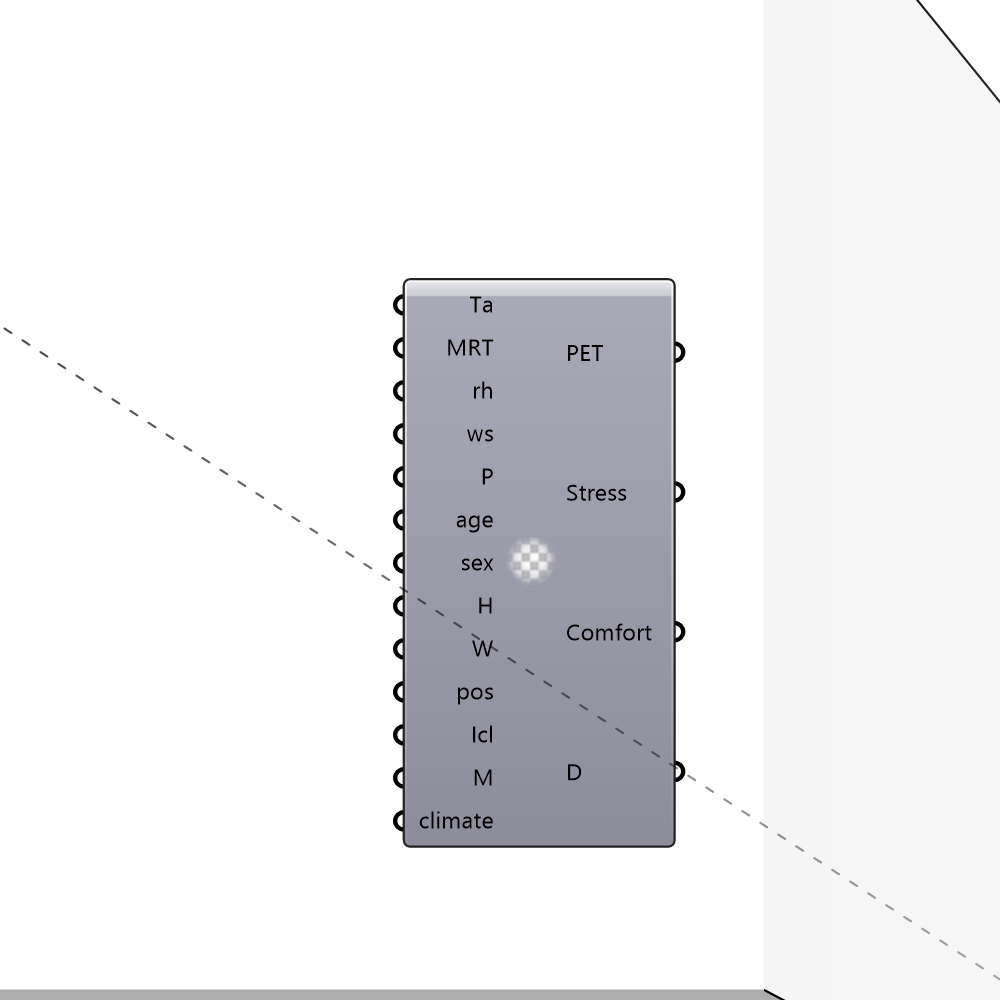 Ta
MRT
rh
ws
P
age
sex
H
W
pos
Icl
M
climate
PET
Stress
Comfort
D